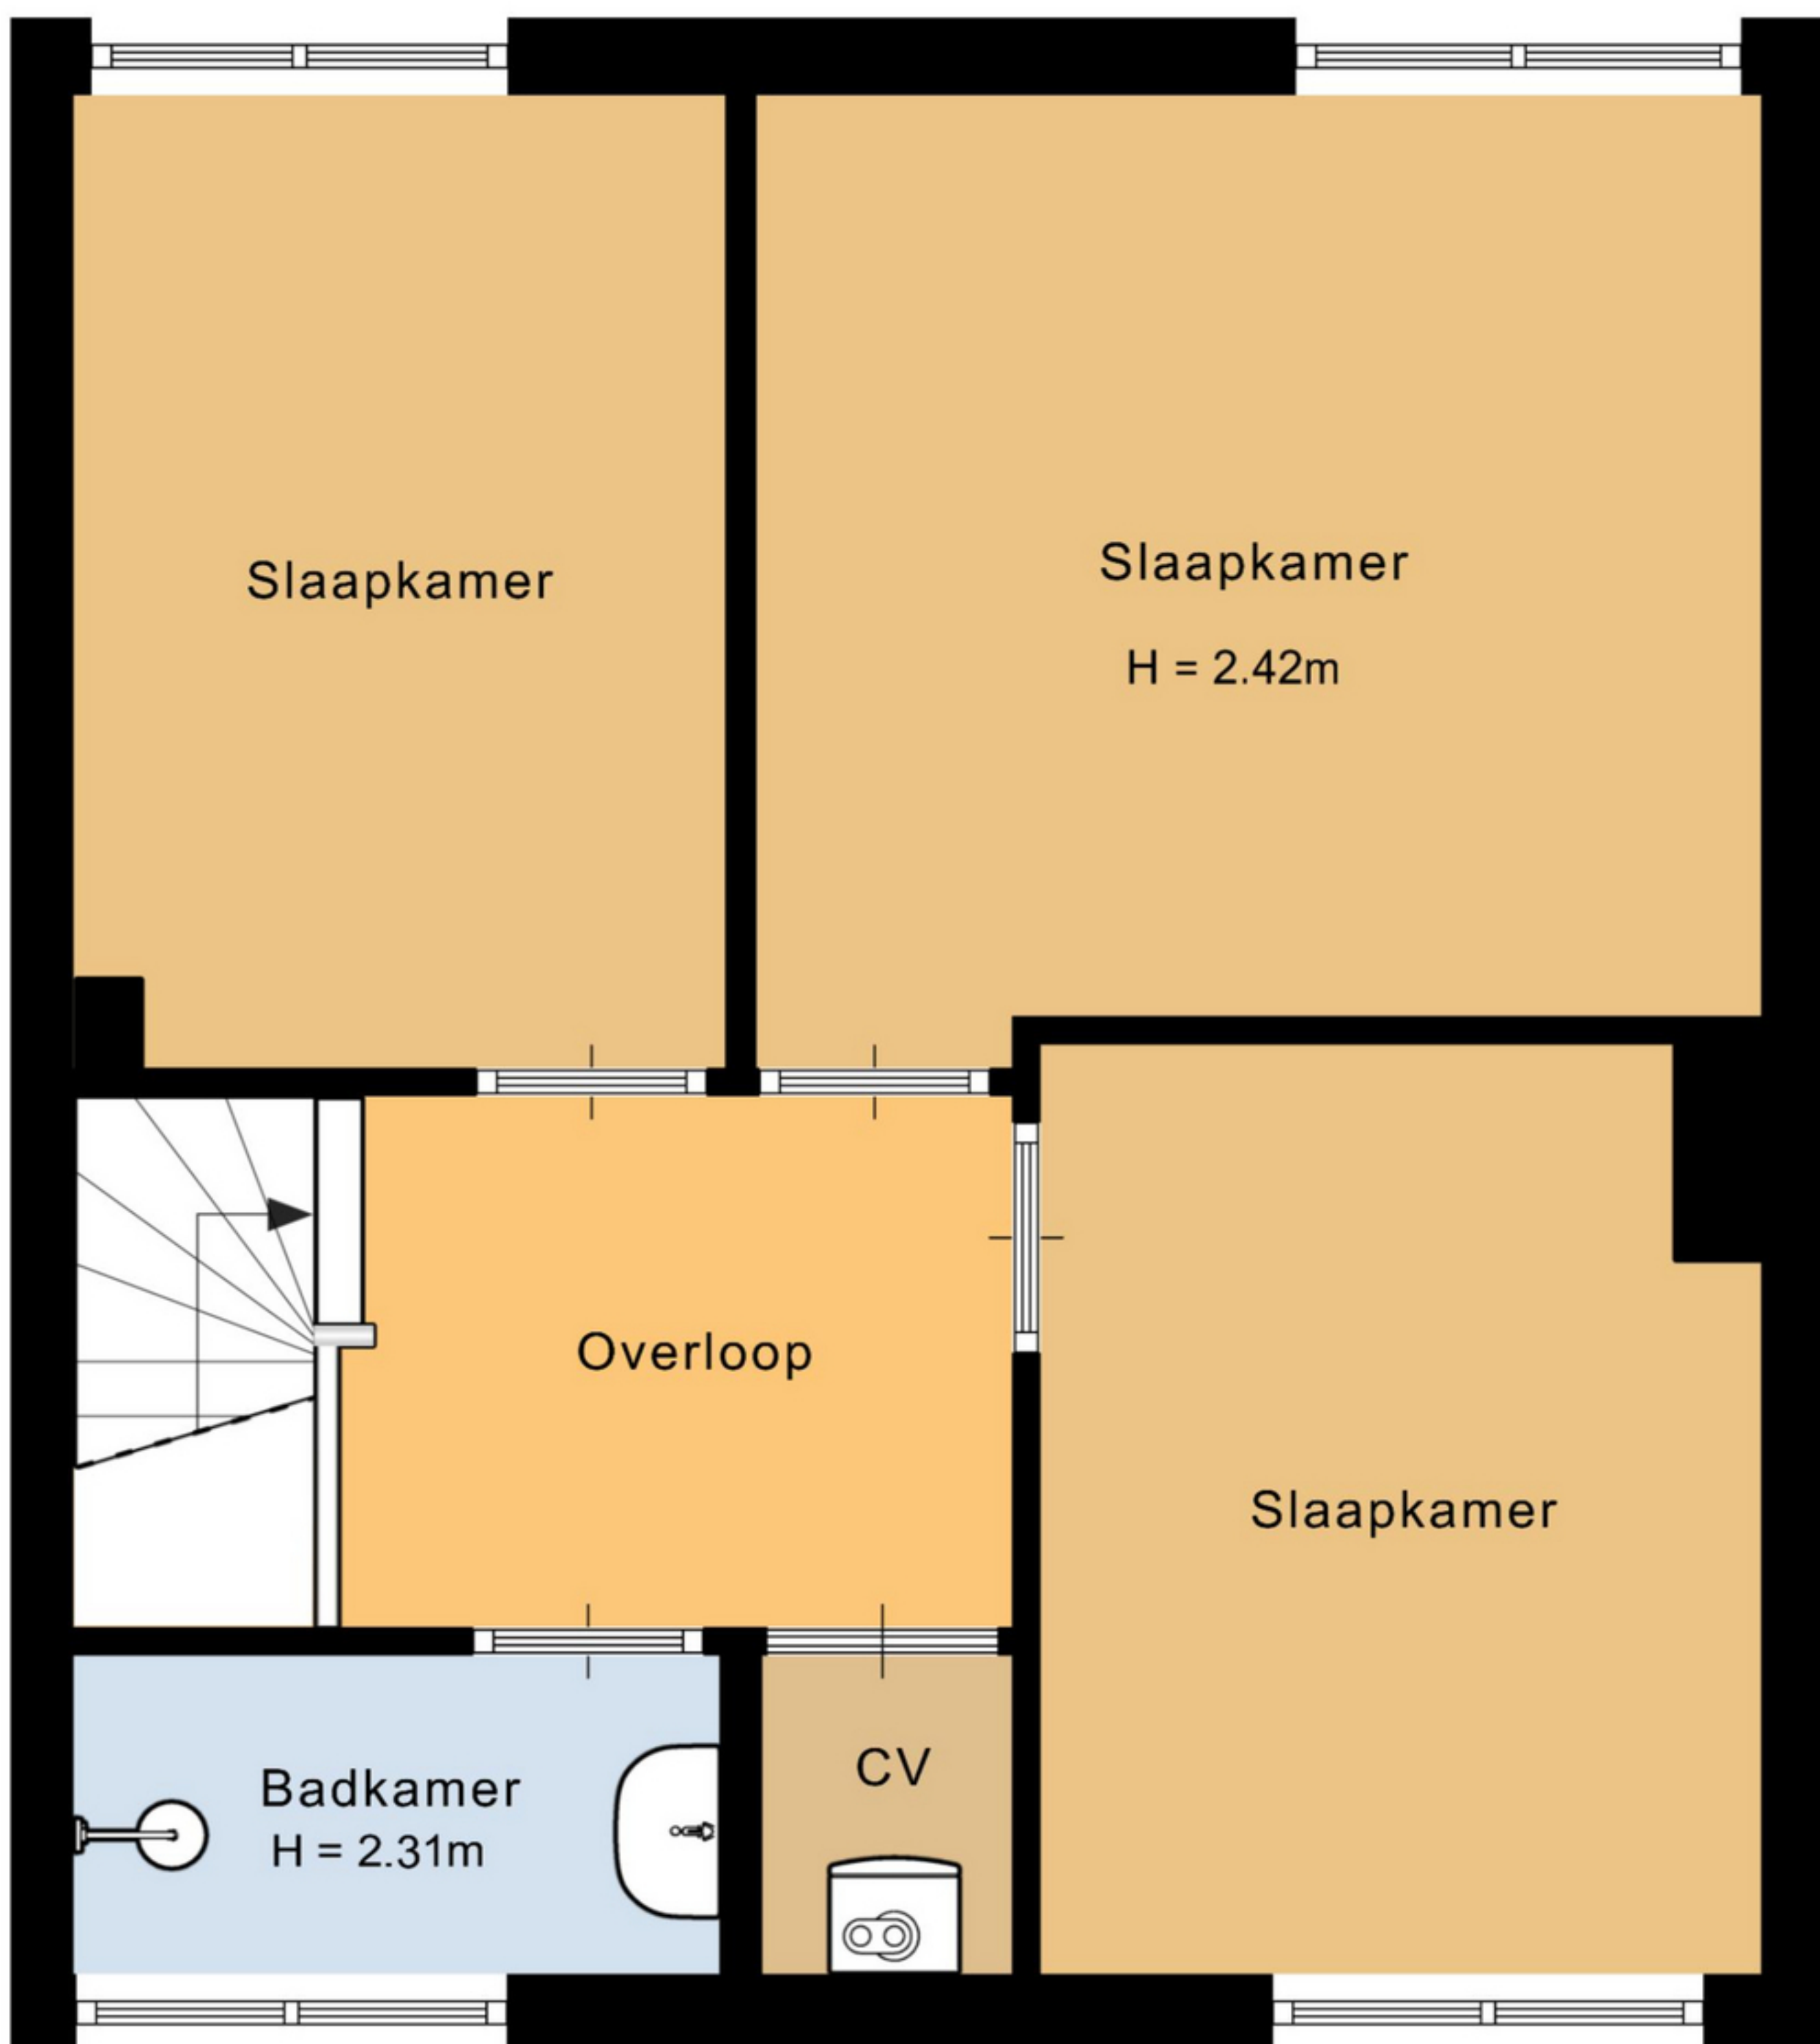 Slaapkamer
Slaapkamer
H = 2.42m
Overloop
Slaapkamer
Badkamer
H = 2.31m
CV